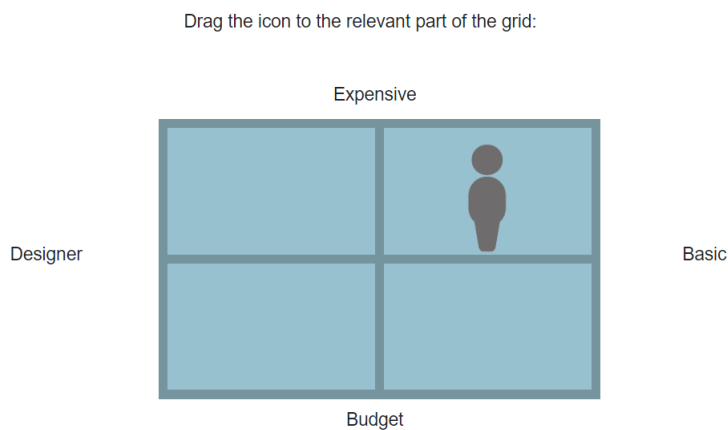 Drag the icon to the relevant part of the grid:
Expensive
Designer
Basic
Budget